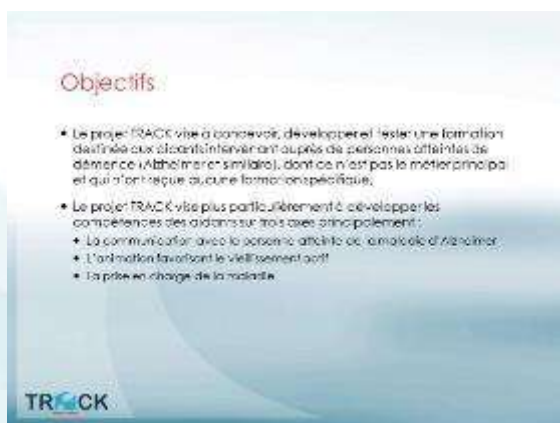 Objectifs
• Le projet TRACK vise à concevoir, développer et tester une formation
destinée aux aidants intervenant auprès de personnes atteintes de
démence (Alzheimer et similaire), dont ce n'est pas le métier principal
et qui n'ont reçue aucune formation spécifique.
• Le projet TRACK vise plus particulièrement à développer les
compétences des aidants sur trois axes principalement :
• La communication avec la personne atteinte de la maladie d'Alzheimer
• L'animation favorisant le vieillissement actif
• La prise en charge de la maladie
TRACK